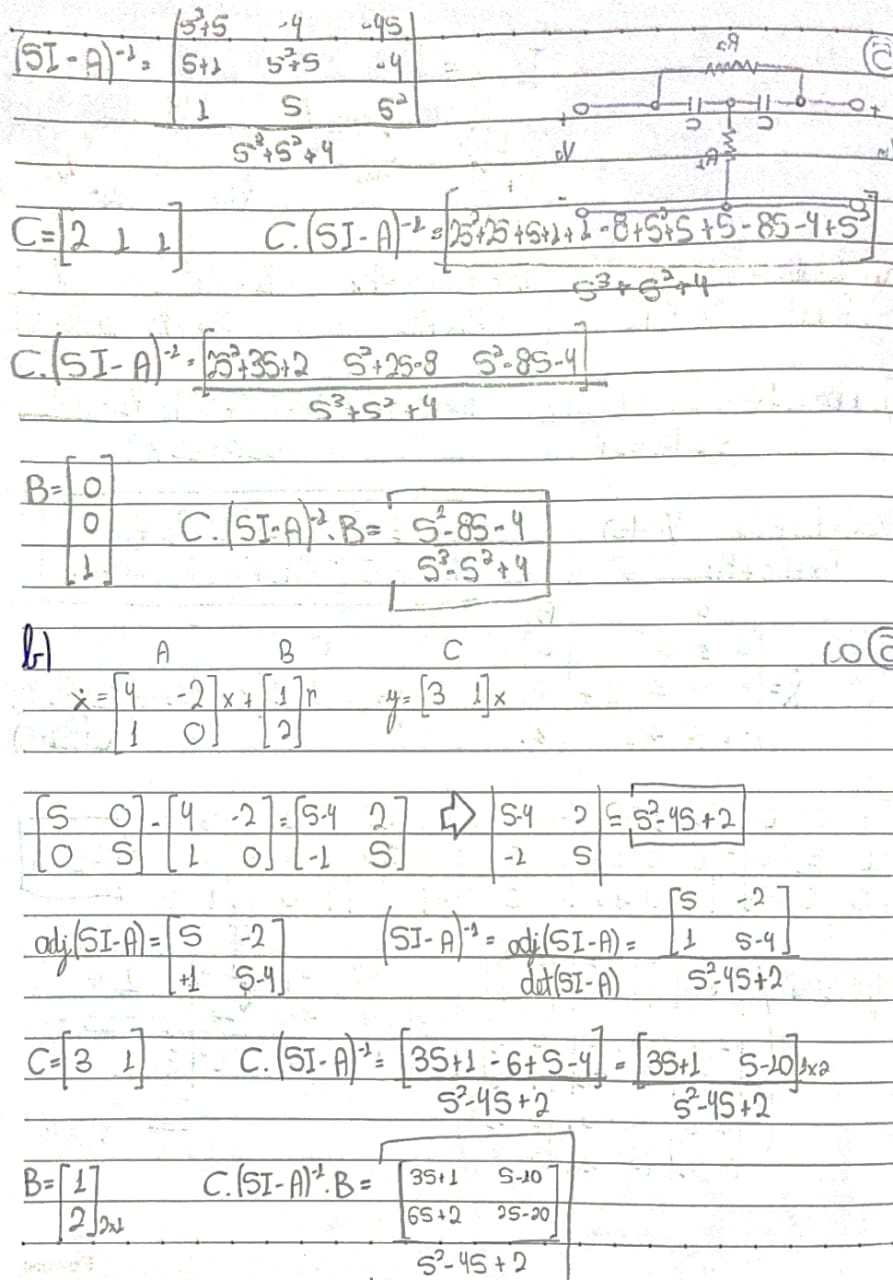 (SI-A)⁻¹ = | S²+S -4 -4S |
| S+1 S²+S -4 |
| 1 S S² |
S³+S²+4
C=[2 1 1] C.(SI-A)⁻¹ = [2S²+2S+S+1+1 -8+S²+S+S -8S-4+S²]
S³+S²+4
C.(SI-A)⁻¹ = [2S²+3S+2 S²+2S-8 S²-8S-4]
S³+S²+4
B=[0
0
1]
C.(SI-A)⁻¹.B= S²-8S-4
S³-S²+4
b) A B C
ẋ = [4 -2] x + [1] r y=[3 1]x
[1 0] [2]
[S 0] - [4 -2] = [S-4 2] ⇒ |S-4 2| = S²-4S+2
[0 S] [1 0] [-1 S] |-1 S|
adj(SI-A) = [S -2] (SI-A)⁻¹ = adj(SI-A) = [S -2]
[+1 S-4] det(SI-A) [1 S-4]
S²-4S+2
C=[3 1] C.(SI-A)⁻¹ = [3S+1 -6+S-4] = [3S+1 S-10]1x2
S²-4S+2 S²-4S+2
B=[1] C.(SI-A)⁻¹.B= [3S+1 S-10]
[2]2x1 [6S+2 2S-20]
S²-4S+2